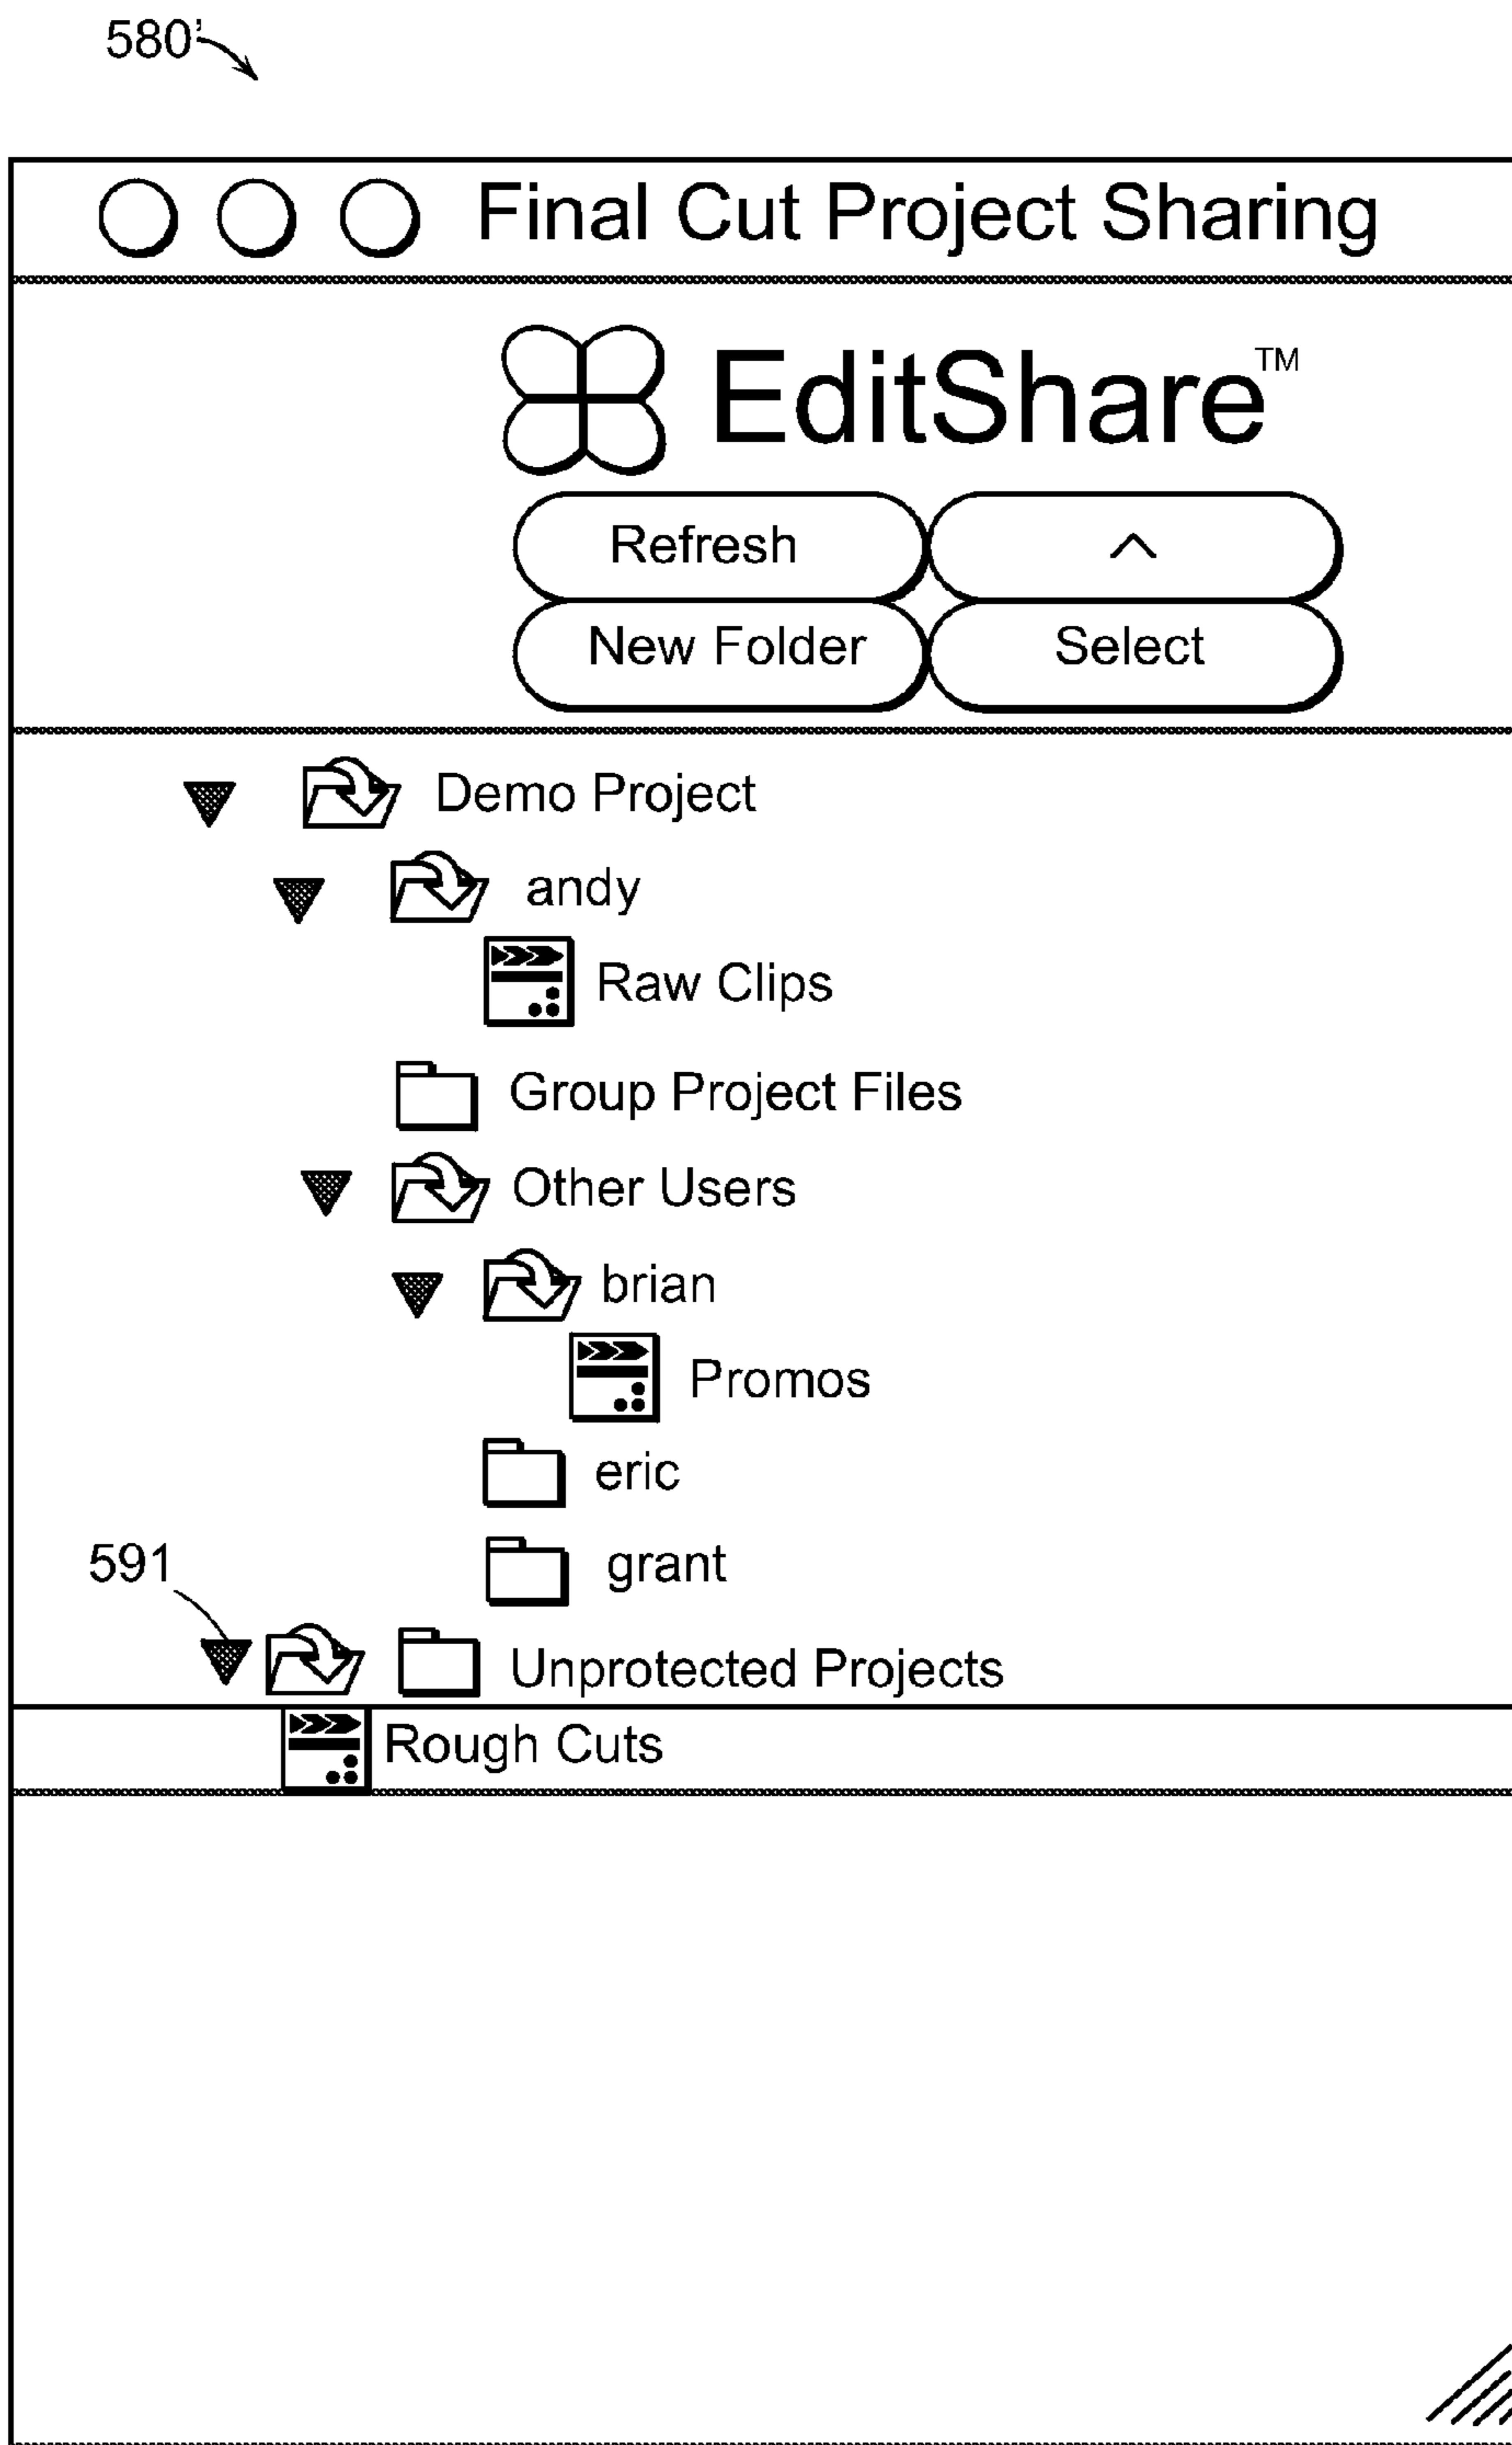 580'
Final Cut Project Sharing
EditShare™
Refresh ^
New Folder Select
Demo Project
andy
Raw Clips
Group Project Files
Other Users
brian
Promos
eric
grant
591
Unprotected Projects
Rough Cuts